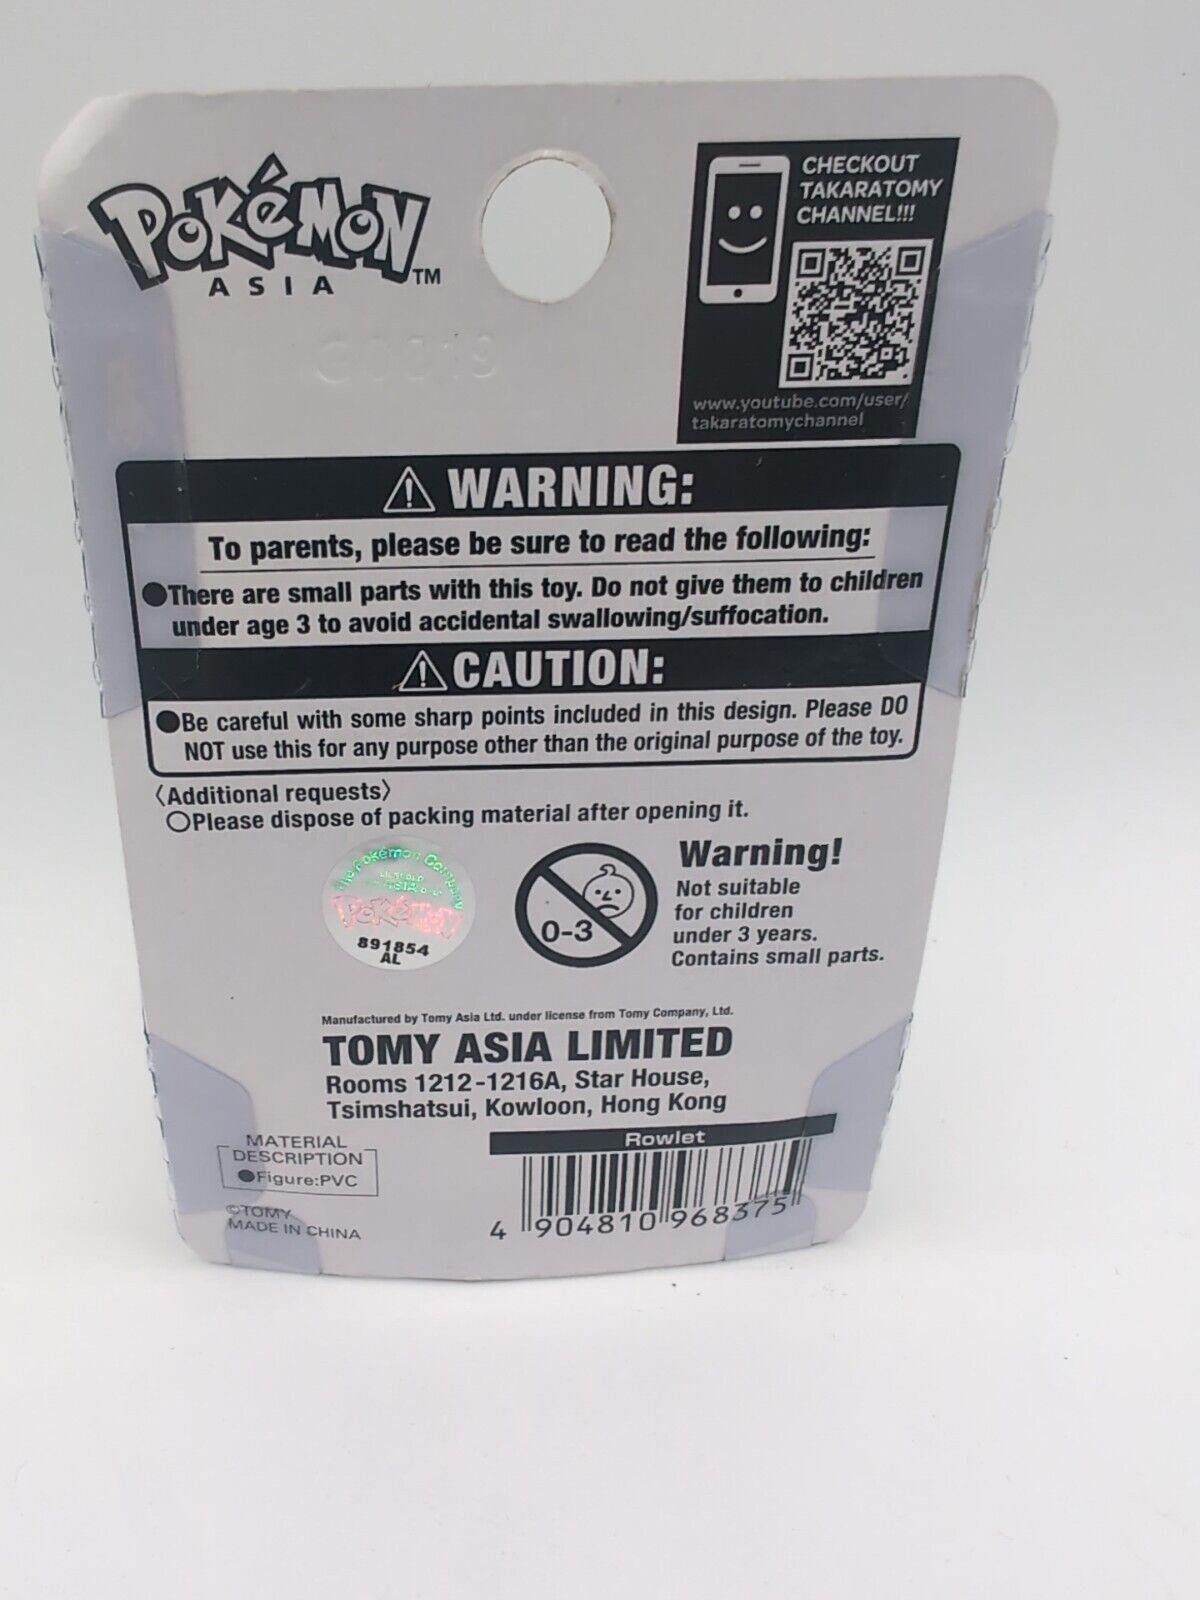 POKéMON™
ASIA
CHECKOUT
TAKARATOMY
CHANNEL!!!
www.youtube.com/user/
takaratomychannel
WARNING:
To parents, please be sure to read the following:
●There are small parts with this toy. Do not give them to children
under age 3 to avoid accidental swallowing/suffocation.
CAUTION:
●Be careful with some sharp points included in this design. Please DO
NOT use this for any purpose other than the original purpose of the toy.
〈Additional requests〉
○Please dispose of packing material after opening it.
The Pokémon Company
ASIA
POKéMON
891854
AL
0-3
Warning!
Not suitable
for children
under 3 years.
Contains small parts.
Manufactured by Tomy Asia Ltd. under license from Tomy Company, Ltd.
TOMY ASIA LIMITED
Rooms 1212-1216A, Star House,
Tsimshatsui, Kowloon, Hong Kong
MATERIAL
DESCRIPTION
●Figure:PVC
©TOMY
MADE IN CHINA
Rowlet
4 904810 968375